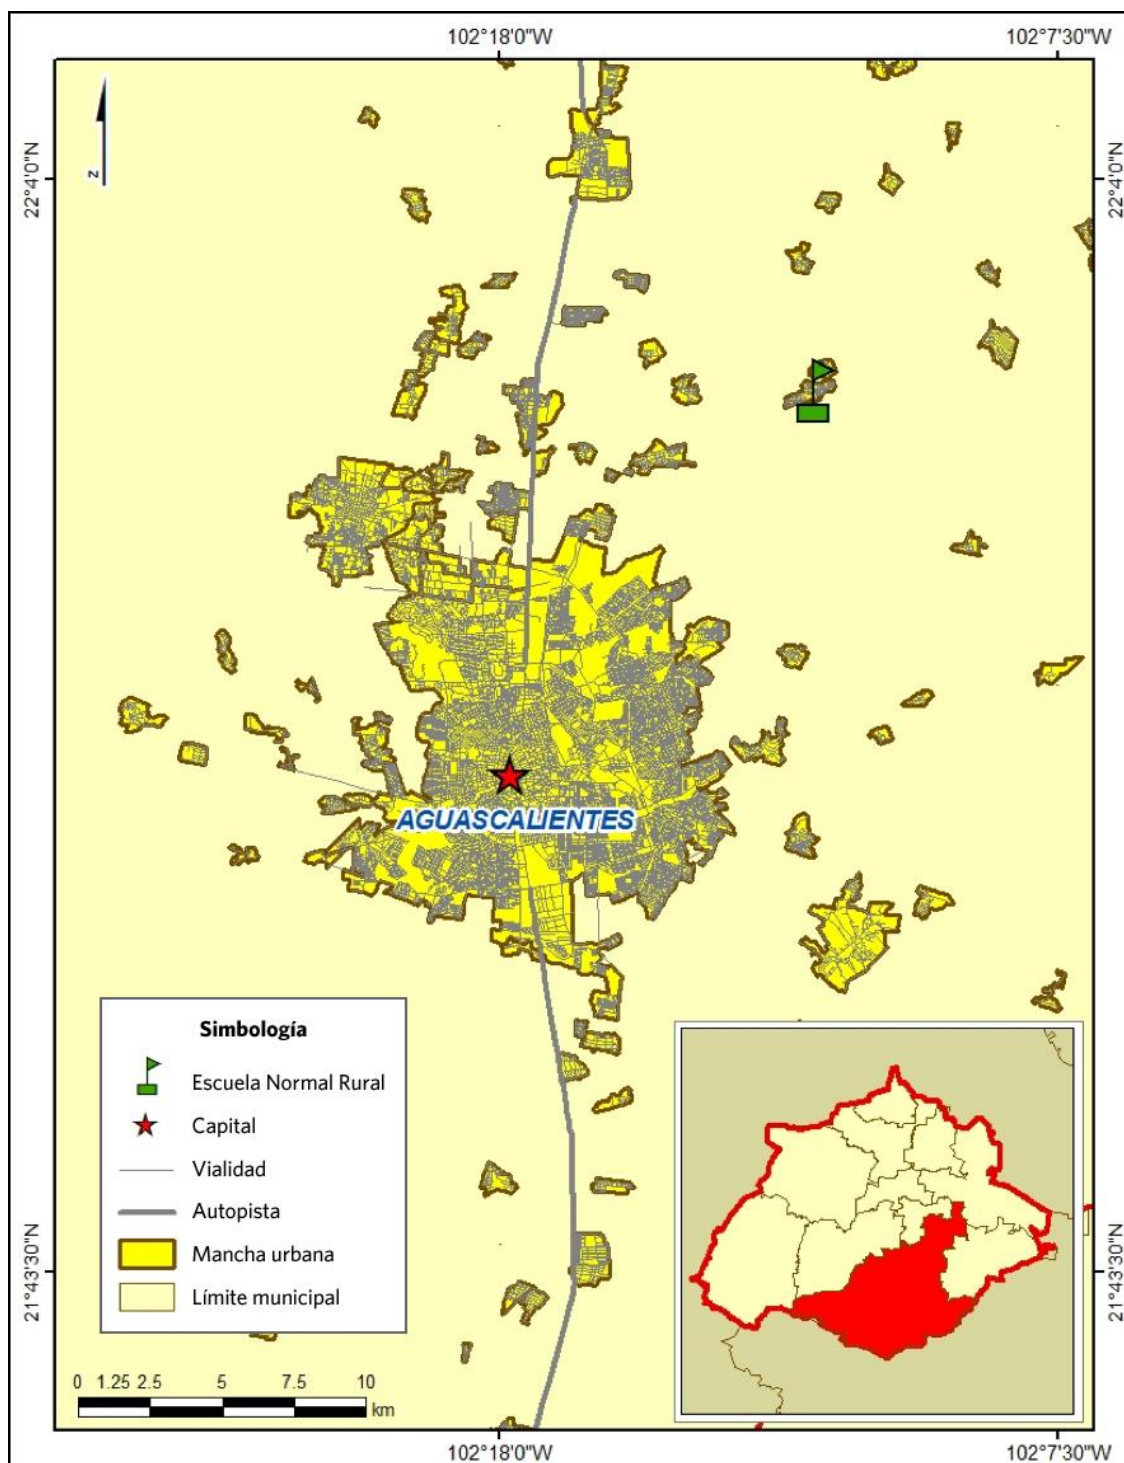 102°18'0"W
102°7'30"W
22°4'0"N
22°4'0"N
N
AGUASCALIENTES
Simbología
Escuela Normal Rural
Capital
Vialidad
Autopista
Mancha urbana
Límite municipal
21°43'30"N
21°43'30"N
0 1.25 2.5 5 7.5 10
km
102°18'0"W
102°7'30"W